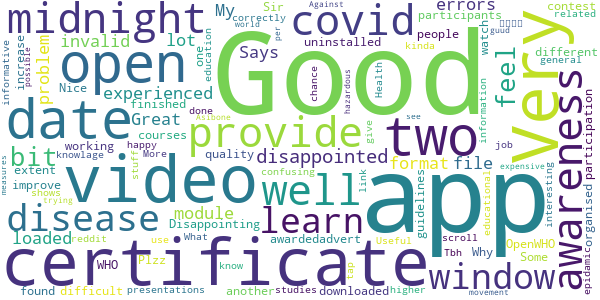 midnight
covid
errors
My
Sir
Against
contest
participants
correctly
world
related
informative
increase
possible
problem
invalid
lot
uninstalled
people
per
kinda
guud
Good
Very
open
one
education
Says
watch
different
general
Nice
experienced
feel
date
finished
Great
done
Asibone
provide
chance
hazardous
Health
give
two
information
see
job
awareness
participation
bit
working
happy
courses
knowlage
More
quality
disappointed
format
file
expensive
video
well
app
extent
improve
stuff
confusing
link
guidelines
educational
interesting
epidemic
organised
measures
shows
trying
disease
module
learn
Disappointing
Useful
scroll
OpenWHO
loaded
reddit
use
What
awardedadvert
tap
Tbh
Why
Some
certificate
WHO
Plzz
know
window
found
difficult
presentations
another
studies
downloaded
higher
movement